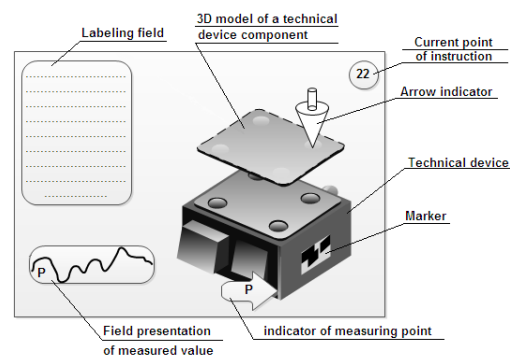 Labeling field
3D model of a technical
device component
Current point
of instruction
22
Arrow indicator
Technical device
Marker
P
P
Field presentation
of measured value
indicator of measuring point